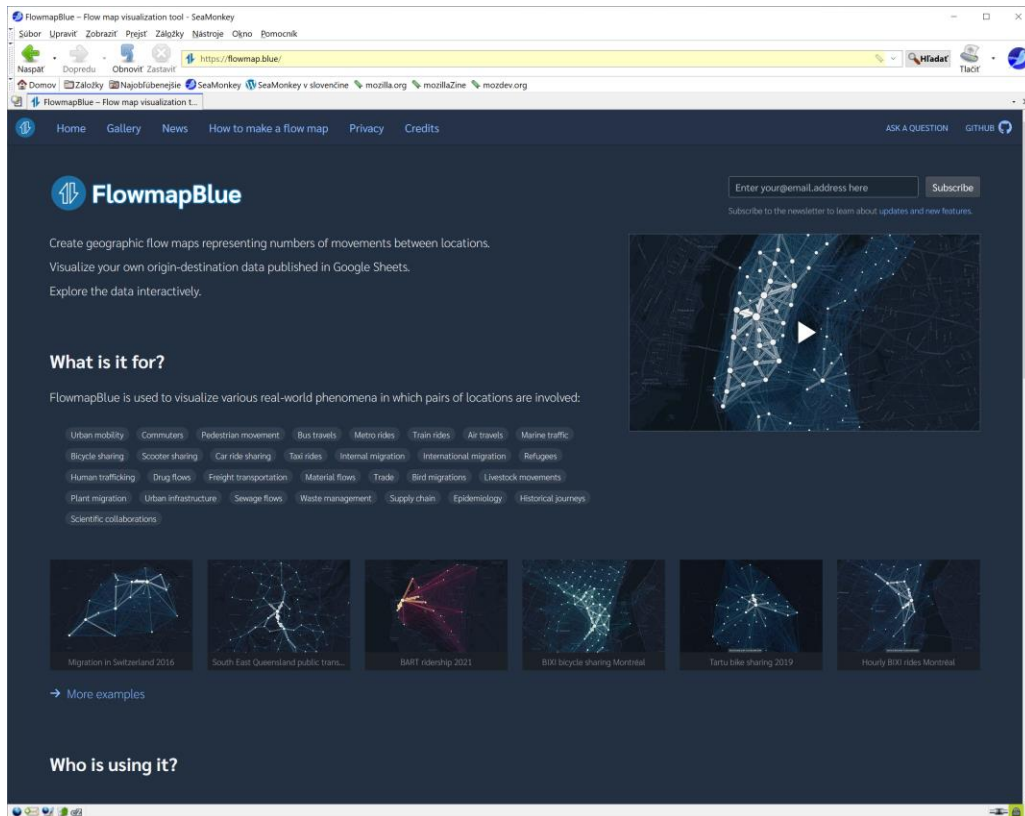 FlowmapBlue – Flow map visualization tool - SeaMonkey
Súbor Upraviť Zobraziť Prejsť Záložky Nástroje Okno Pomocník
Naspäť Dopredu Obnoviť Zastaviť https://flowmap.blue/ Hľadať Tlačiť
Domov Záložky Najobľúbenejšie SeaMonkey SeaMonkey v slovenčine mozilla.org mozillaZine mozdev.org
FlowmapBlue – Flow map visualization t...
Home Gallery News How to make a flow map Privacy Credits ASK A QUESTION GITHUB
FlowmapBlue
Enter your@email.address here Subscribe
Subscribe to the newsletter to learn about updates and new features.
Create geographic flow maps representing numbers of movements between locations.
Visualize your own origin-destination data published in Google Sheets.
Explore the data interactively.
What is it for?
FlowmapBlue is used to visualize various real-world phenomena in which pairs of locations are involved:
Urban mobility Commuters Pedestrian movement Bus travels Metro rides Train rides Air travels Marine traffic
Bicycle sharing Scooter sharing Car ride sharing Taxi rides Internal migration International migration Refugees
Human trafficking Drug flows Freight transportation Material flows Trade Bird migrations Livestock movements
Plant migration Urban infrastructure Sewage flows Waste management Supply chain Epidemiology Historical journeys
Scientific collaborations
Migration in Switzerland 2016 South East Queensland public trans... BART ridership 2021 BIXI bicycle sharing Montréal Tartu bike sharing 2019 Hourly BIXI rides Montréal
→ More examples
Who is using it?